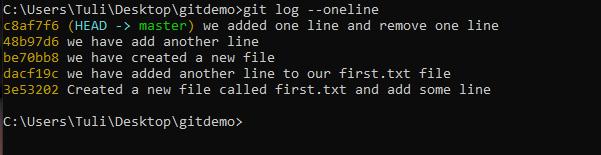 C:\Users\Tuli\Desktop\gitdemo>git log --oneline
c8af7f6 (HEAD -> master) we added one line and remove one line
48b97d6 we have add another line
be70bb8 we have created a new file
dacf19c we have added another line to our first.txt file
3e53202 Created a new file called first.txt and add some line
C:\Users\Tuli\Desktop\gitdemo>